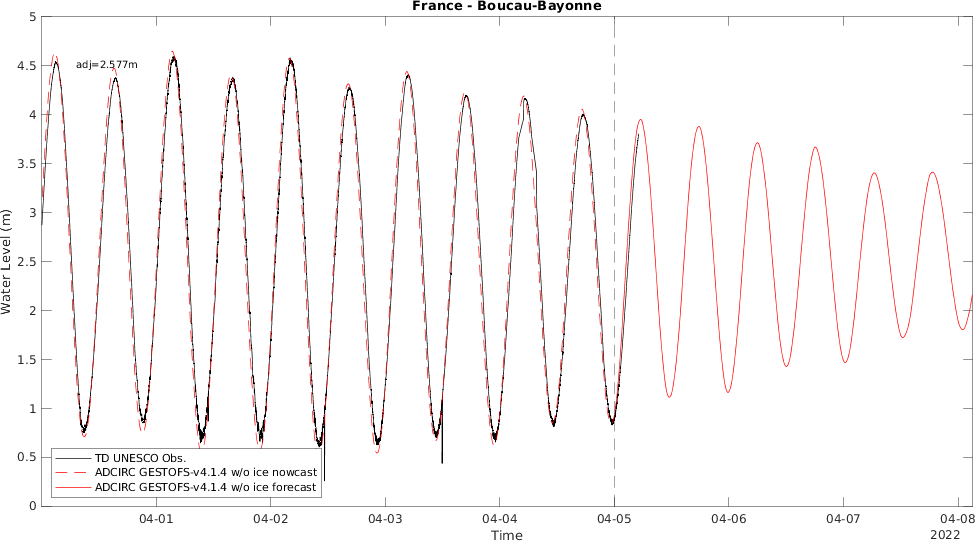 France - Boucau-Bayonne
5
4.5
4
3.5
3
2.5
2
1.5
1
0.5
0
Water Level (m)
adj=2.577m
TD UNESCO Obs.
ADCIRC GESTOFS-v4.1.4 w/o ice nowcast
ADCIRC GESTOFS-v4.1.4 w/o ice forecast
04-01 04-02 04-03 04-04 04-05 04-06 04-07 04-08
Time
2022